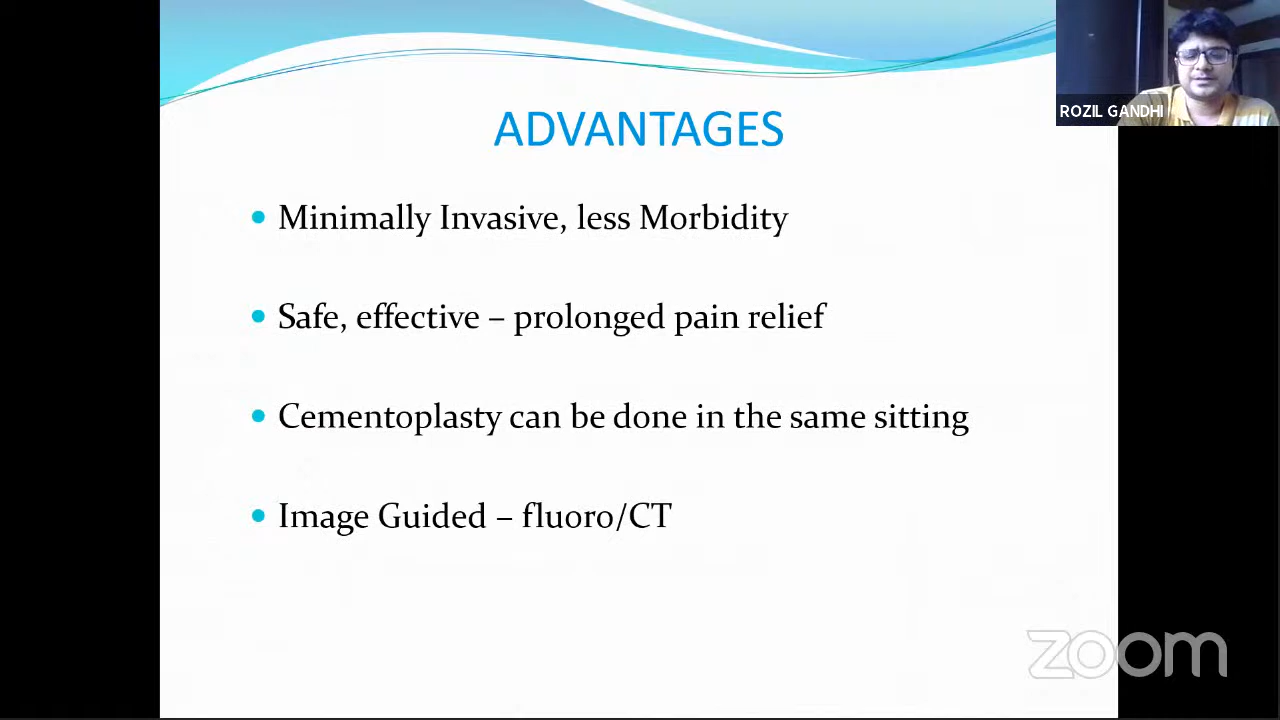 ROZIL GANDHI
ADVANTAGES
Minimally Invasive, less Morbidity
Safe, effective – prolonged pain relief
Cementoplasty can be done in the same sitting
Image Guided – fluoro/CT
zoom